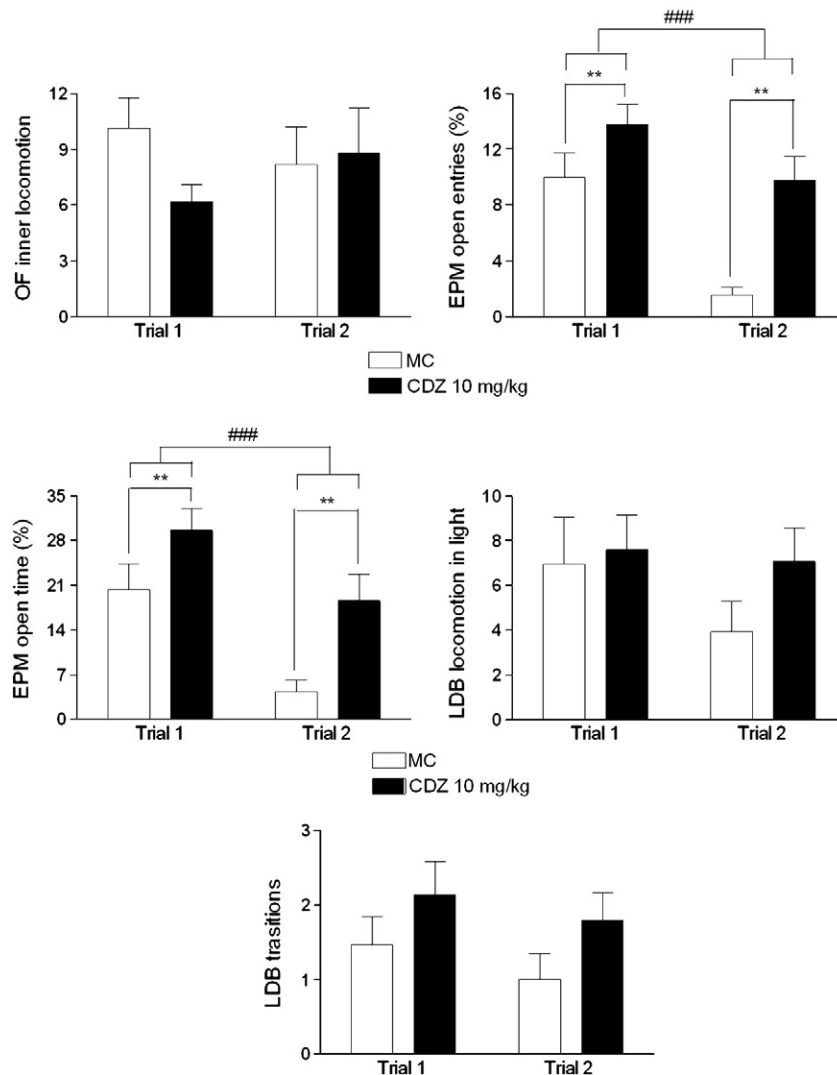 OF inner locomotion
12
9
6
3
0
Trial 1
Trial 2
###
**
**
EPM open entries (%)
16
12
8
4
0
Trial 1
Trial 2
MC
CDZ 10 mg/kg
###
**
**
EPM open time (%)
35
28
21
14
7
0
Trial 1
Trial 2
LDB locomotion in light
10
8
6
4
2
0
Trial 1
Trial 2
MC
CDZ 10 mg/kg
LDB trasitions
3
2
1
0
Trial 1
Trial 2